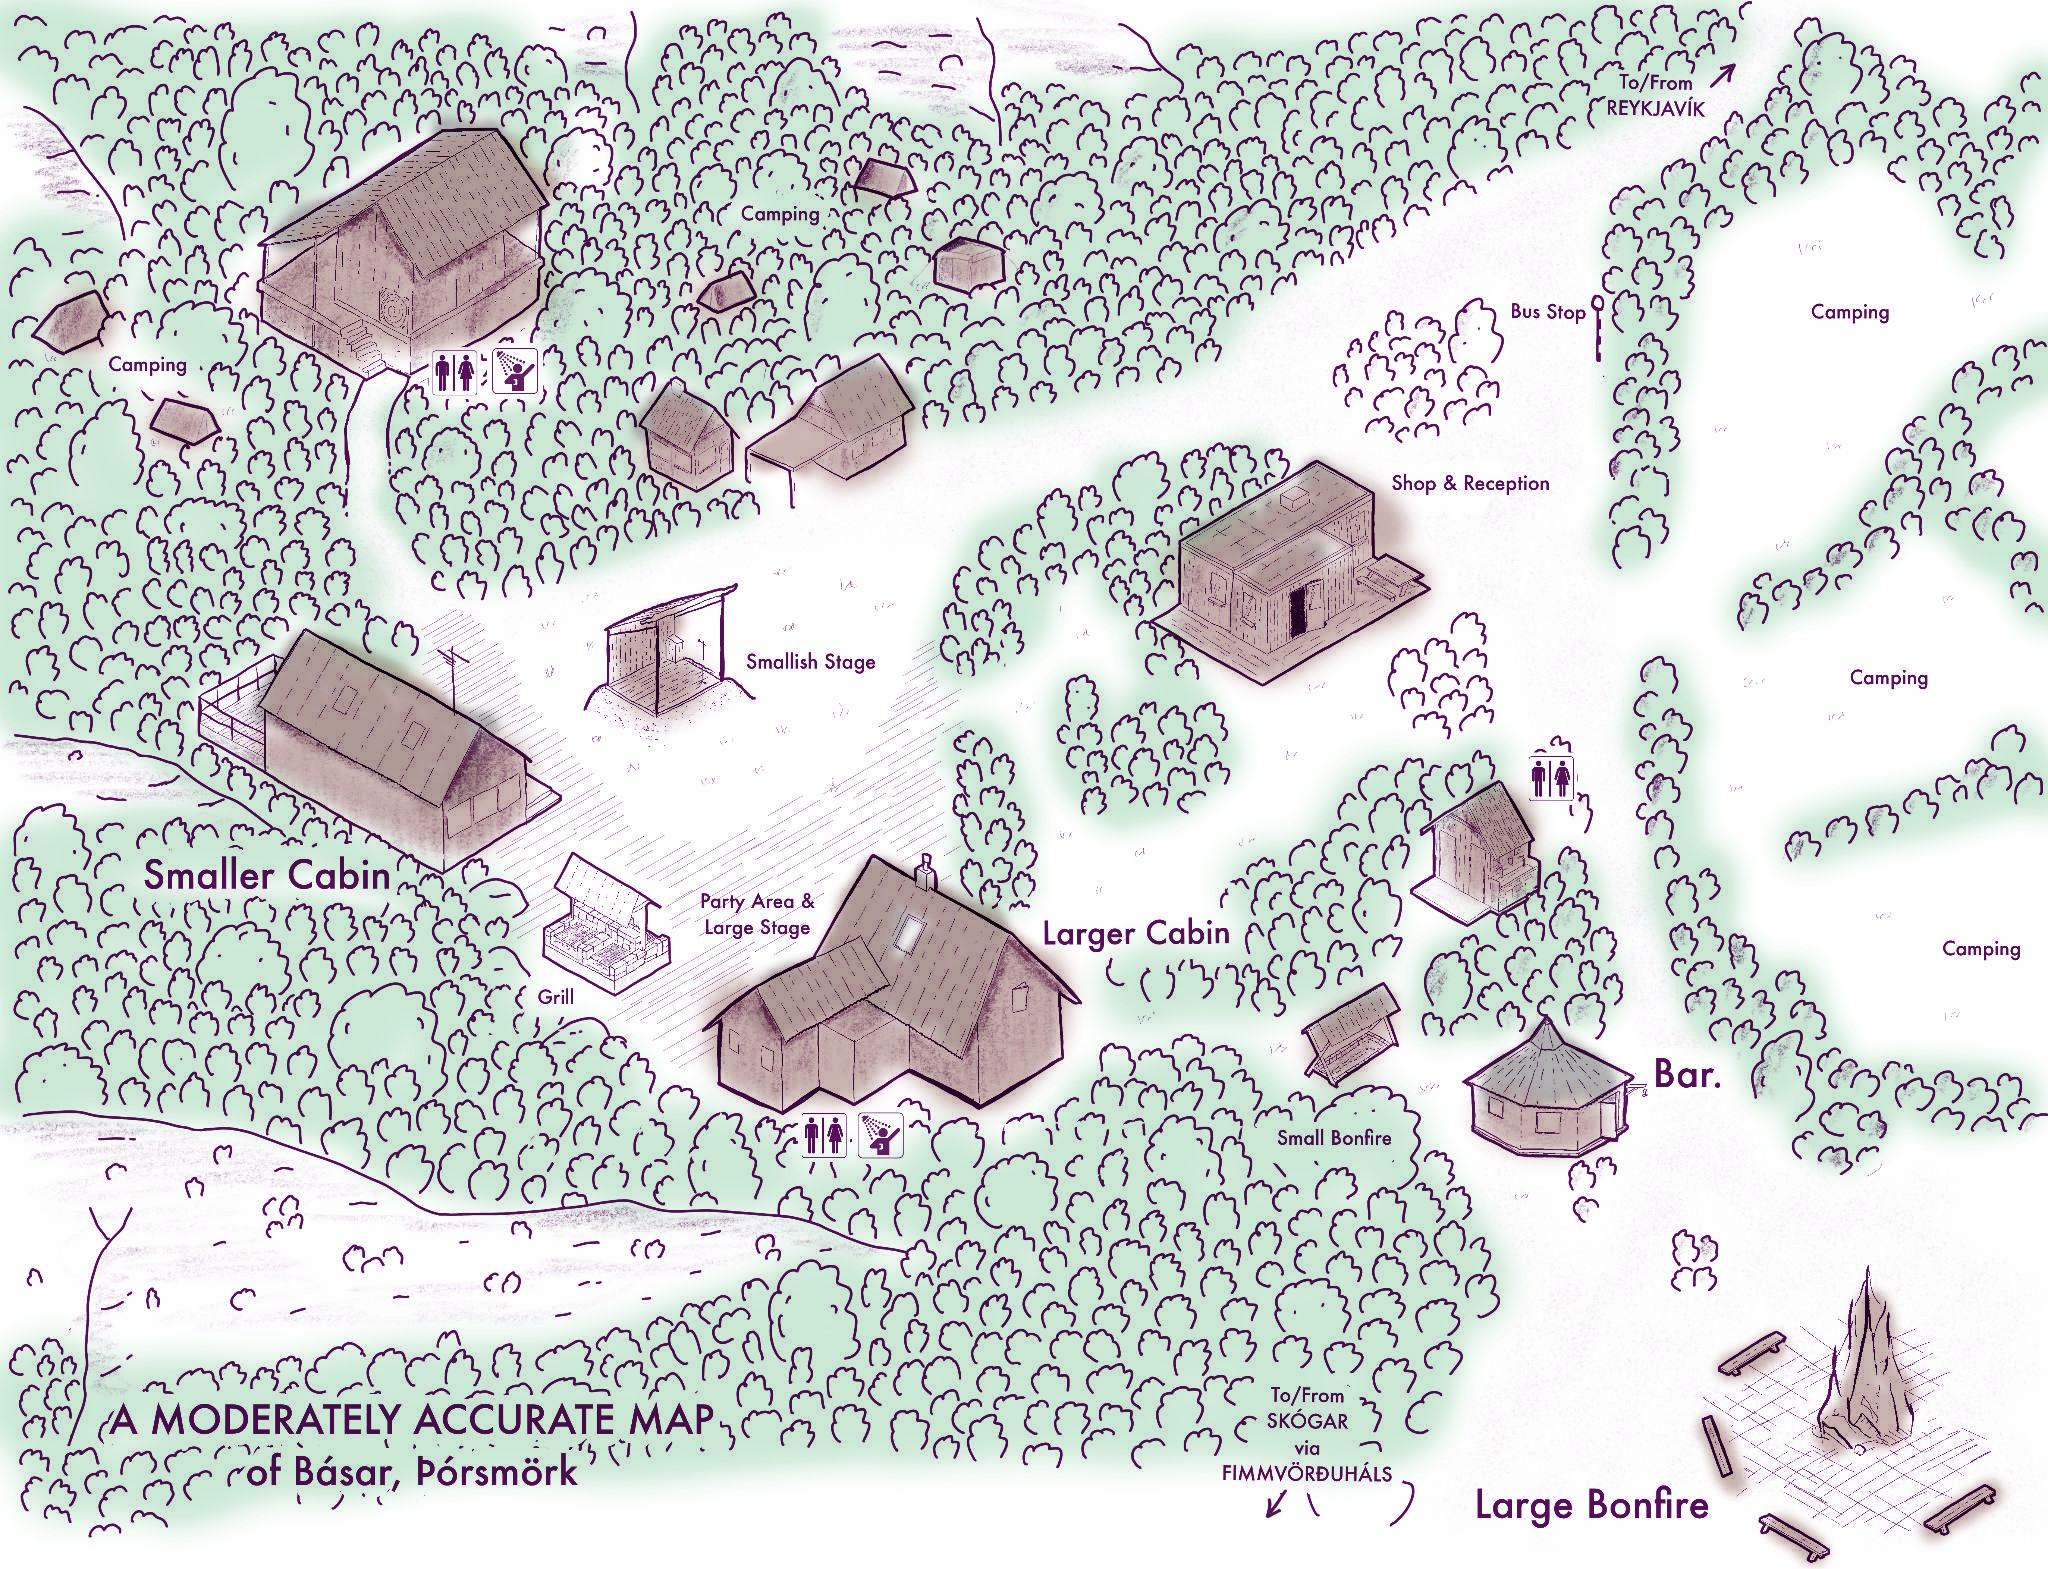 To/From
REYKJAVÍK
Camping
Bus Stop
Camping
Camping
Shop & Reception
Smallish Stage
Camping
Smaller Cabin
Party Area &
Large Stage
Larger Cabin
Camping
Grill
Bar.
Small Bonfire
To/From
SKÓGAR
via
FIMMVÖRÐUHÁLS
A MODERATELY ACCURATE MAP
of Básar, Þórsmörk
Large Bonfire